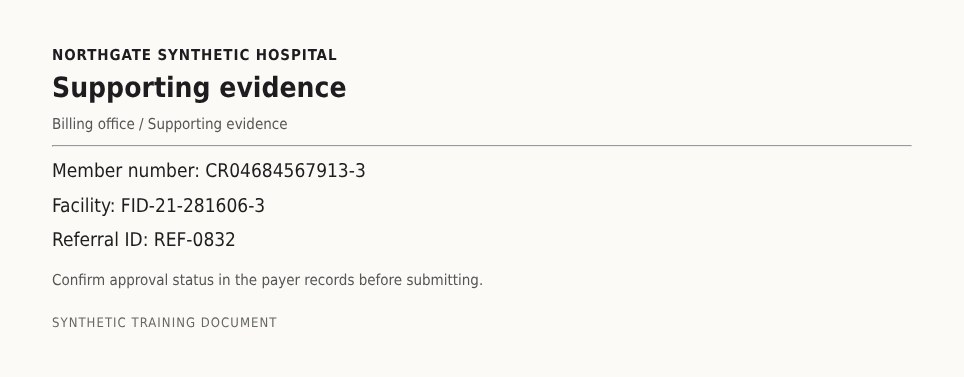 NORTHGATE SYNTHETIC HOSPITAL
Supporting evidence
Billing office / Supporting evidence
Member number: CR04684567913-3
Facility: FID-21-281606-3
Referral ID: REF-0832
Confirm approval status in the payer records before submitting.
SYNTHETIC TRAINING DOCUMENT